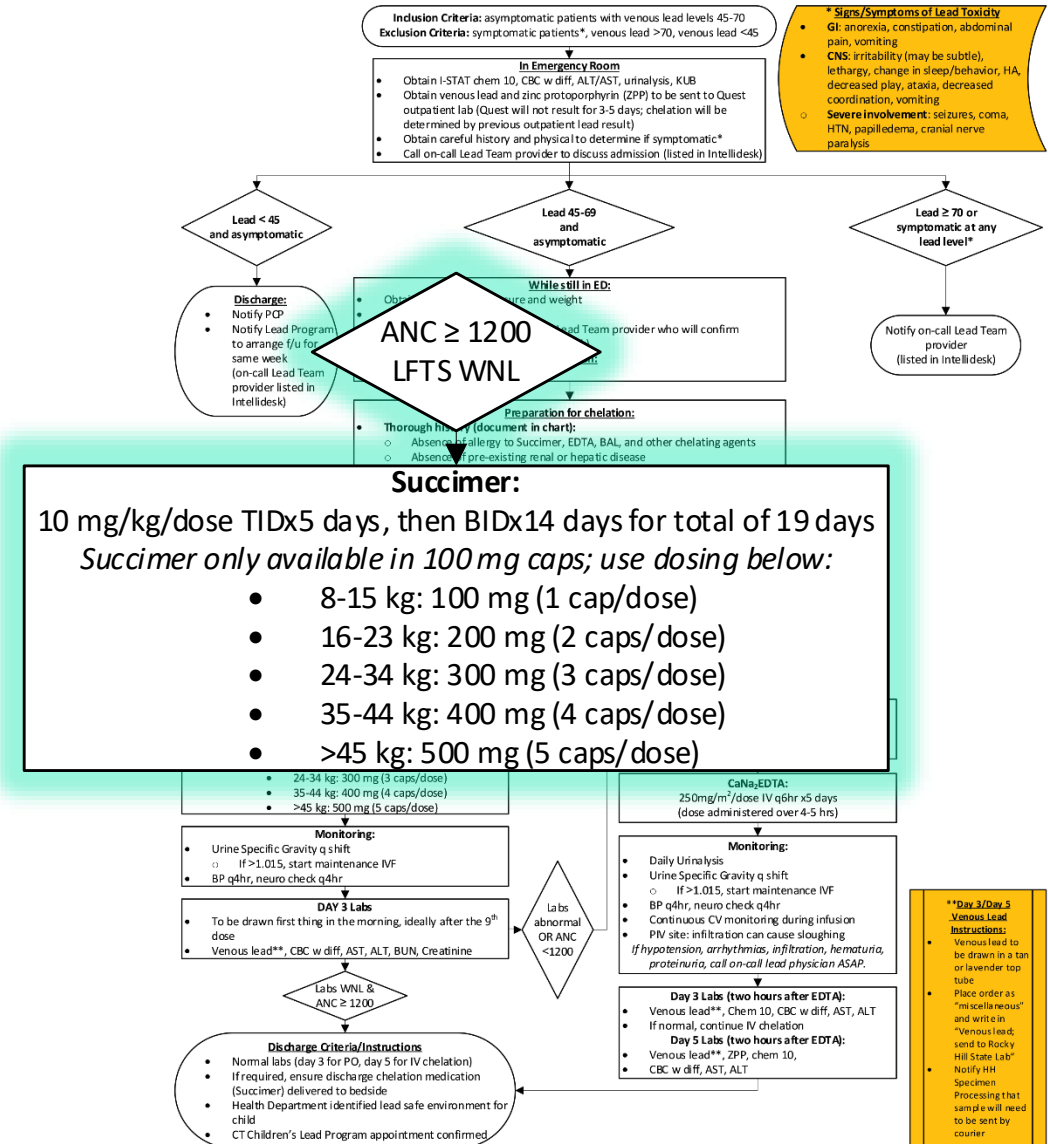 Inclusion Criteria: asymptomatic patients with venous lead levels 45-70
Exclusion Criteria: symptomatic patients*, venous lead >70, venous lead <45
* Signs/Symptoms of Lead Toxicity
• GI: anorexia, constipation, abdominal
pain, vomiting
• CNS: irritability (may be subtle),
lethargy, change in sleep/behavior, HA,
decreased play, ataxia, decreased
coordination, vomiting
○ Severe involvement: seizures, coma,
HTN, papilledema, cranial nerve
paralysis
In Emergency Room
• Obtain I-STAT chem 10, CBC w diff, ALT/AST, urinalysis, KUB
• Obtain venous lead and zinc protoporphyrin (ZPP) to be sent to Quest
outpatient lab (Quest will not result for 3-5 days; chelation will be
determined by previous outpatient lead result)
• Obtain careful history and physical to determine if symptomatic*
• Call on-call Lead Team provider to discuss admission (listed in Intellidesk)
Lead < 45
and asymptomatic
Lead 45-69
and
asymptomatic
Lead ≥ 70 or
symptomatic at any
lead level*
Discharge:
• Notify PCP
• Notify Lead Program
to arrange f/u for
same week
(on-call Lead Team
provider listed in
Intellidesk)
While still in ED:
• Obta ure and weight
•
Lead Team provider who will confirm
Notify on-call Lead Team
provider
(listed in Intellidesk)
ANC ≥ 1200
LFTS WNL
Preparation for chelation:
• Thorough history (document in chart):
○ Absence of allergy to Succimer, EDTA, BAL, and other chelating agents
○ Absence of pre-existing renal or hepatic disease
Succimer:
10 mg/kg/dose TIDx5 days, then BIDx14 days for total of 19 days
Succimer only available in 100 mg caps; use dosing below:
• 8-15 kg: 100 mg (1 cap/dose)
• 16-23 kg: 200 mg (2 caps/dose)
• 24-34 kg: 300 mg (3 caps/dose)
• 35-44 kg: 400 mg (4 caps/dose)
• >45 kg: 500 mg (5 caps/dose)
• 24-34 kg: 300 mg (3 caps/dose)
• 35-44 kg: 400 mg (4 caps/dose)
• >45 kg: 500 mg (5 caps/dose)
Monitoring:
• Urine Specific Gravity q shift
○ If >1.015, start maintenance IVF
• BP q4hr, neuro check q4hr
DAY 3 Labs
• To be drawn first thing in the morning, ideally after the 9th
dose
• Venous lead**, CBC w diff, AST, ALT, BUN, Creatinine
Labs
abnormal
OR ANC
<1200
Labs WNL &
ANC ≥ 1200
CaNa2EDTA:
250mg/m2/dose IV q6hr x5 days
(dose administered over 4-5 hrs)
Monitoring:
• Daily Urinalysis
• Urine Specific Gravity q shift
○ If >1.015, start maintenance IVF
• BP q4hr, neuro check q4hr
• Continuous CV monitoring during infusion
• PIV site: infiltration can cause sloughing
If hypotension, arrhythmias, infiltration, hematuria,
proteinuria, call on-call lead physician ASAP.
Day 3 Labs (two hours after EDTA):
• Venous lead**, Chem 10, CBC w diff, AST, ALT
• If normal, continue IV chelation
Day 5 Labs (two hours after EDTA):
• Venous lead**, ZPP, chem 10,
• CBC w diff, AST, ALT
Discharge Criteria/Instructions
• Normal labs (day 3 for PO, day 5 for IV chelation)
• If required, ensure discharge chelation medication
(Succimer) delivered to bedside
• Health Department identified lead safe environment for
child
• CT Children's Lead Program appointment confirmed
**Day 3/Day 5
Venous Lead
Instructions:
• Venous lead to
be drawn in a tan
or lavender top
tube
• Place order as
"miscellaneous"
and write in
"Venous lead;
send to Rocky
Hill State Lab"
• Notify HH
Specimen
Processing that
sample will need
to be sent by
courier